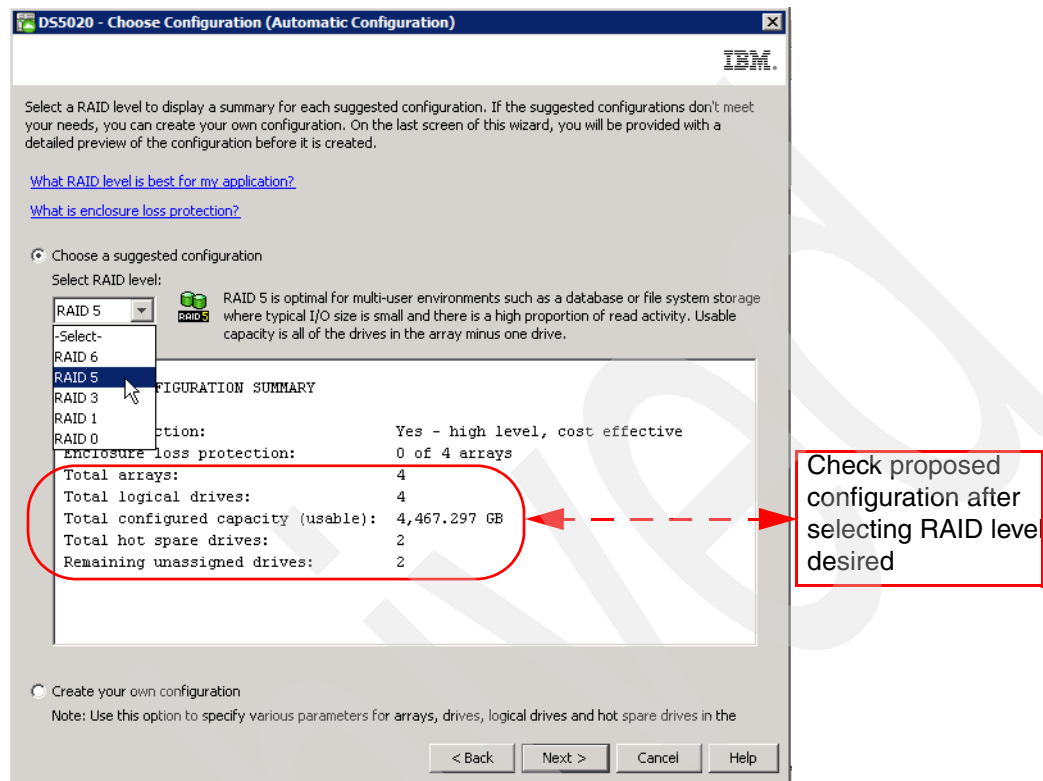 DS5020 - Choose Configuration (Automatic Configuration)
IBM.
Select a RAID level to display a summary for each suggested configuration. If the suggested configurations don't meet
your needs, you can create your own configuration. On the last screen of this wizard, you will be provided with a
detailed preview of the configuration before it is created.
What RAID level is best for my application?
What is enclosure loss protection?
Choose a suggested configuration
Select RAID level:
RAID 5
RAID 5
RAID 5 is optimal for multi-user environments such as a database or file system storage
where typical I/O size is small and there is a high proportion of read activity. Usable
capacity is all of the drives in the array minus one drive.
-Select-
RAID 6
RAID 5
RAID 3
RAID 1
RAID 0
FIGURATION SUMMARY
ction: Yes - high level, cost effective
Enclosure loss protection: 0 of 4 arrays
Total arrays: 4
Total logical drives: 4
Total configured capacity (usable): 4,467.297 GB
Total hot spare drives: 2
Remaining unassigned drives: 2
Check proposed
configuration after
selecting RAID level
desired
Create your own configuration
Note: Use this option to specify various parameters for arrays, drives, logical drives and hot spare drives in the
< Back
Next >
Cancel
Help